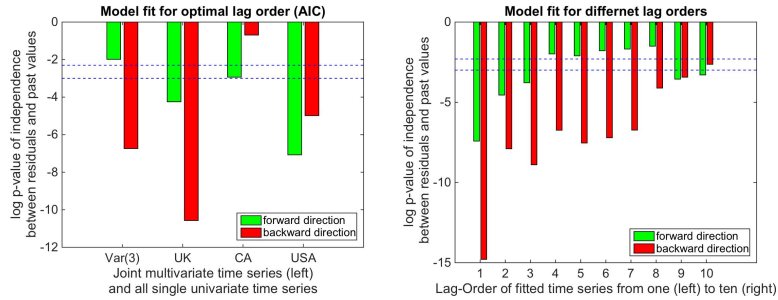 Model fit for optimal lag order (AIC)
log p-value of independence
between residuals and past values
0
-2
-4
-6
-8
-10
-12
Var(3) UK CA USA
forward direction
backward direction
Joint multivariate time series (left)
and all single univariate time series
Model fit for differnet lag orders
log p-value of independence
between residuals and past values
0
-5
-10
-15
1 2 3 4 5 6 7 8 9 10
forward direction
backward direction
Lag-Order of fitted time series from one (left) to ten (right)